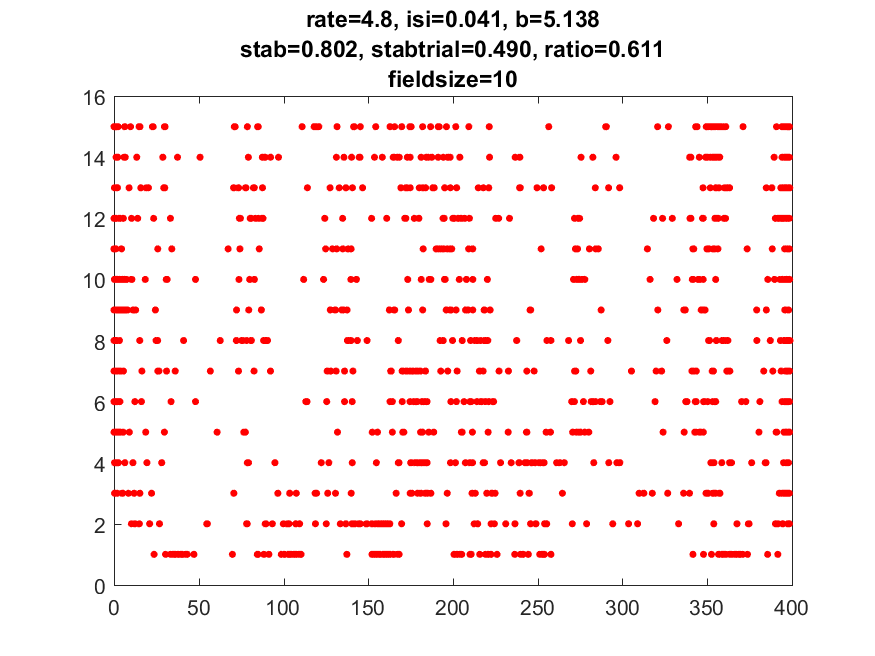 rate=4.8, isi=0.041, b=5.138
stab=0.802, stabtrial=0.490, ratio=0.611
fieldsize=10
16
14
12
10
8
6
4
2
0
0 50 100 150 200 250 300 350 400